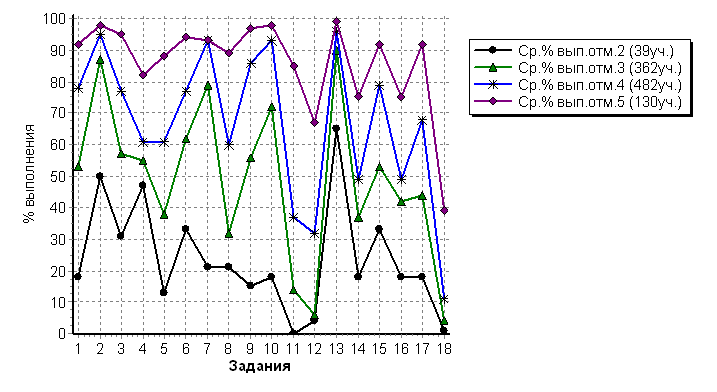 100
90
80
70
60
50
40
30
20
10
0
% выполнения
1 2 3 4 5 6 7 8 9 10 11 12 13 14 15 16 17 18
Задания
Ср.% вып.отм.2 (39уч.)
Ср.% вып.отм.3 (362уч.)
Ср.% вып.отм.4 (482уч.)
Ср.% вып.отм.5 (130уч.)